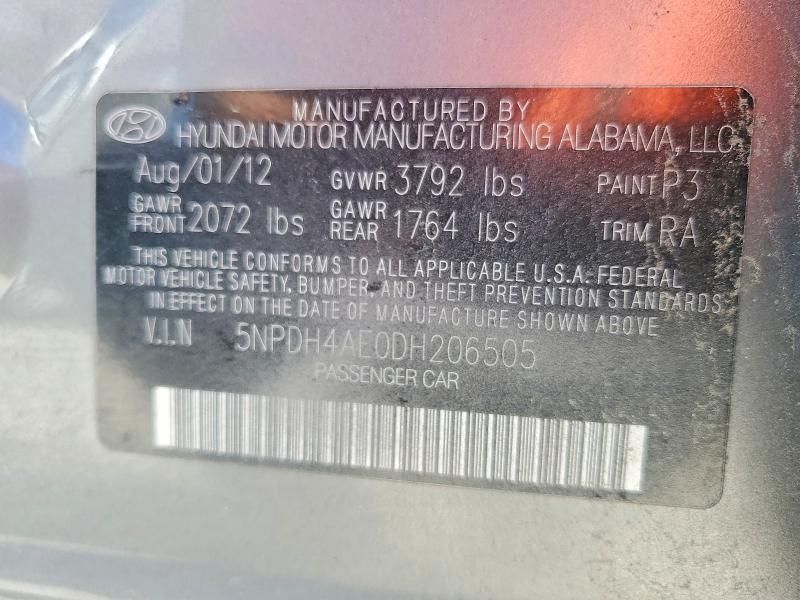 MANUFACTURED BY
HYUNDAI MOTOR MANUFACTURING ALABAMA, LLC
Aug/01/12 GVWR 3792 lbs PAINT P3
GAWR FRONT 2072 lbs GAWR REAR 1764 lbs TRIM RA
THIS VEHICLE CONFORMS TO ALL APPLICABLE U.S.A. FEDERAL
MOTOR VEHICLE SAFETY, BUMPER, AND THEFT PREVENTION STANDARDS
IN EFFECT ON THE DATE OF MANUFACTURE SHOWN ABOVE.
V.I.N 5NPDH4AE0DH206505
PASSENGER CAR